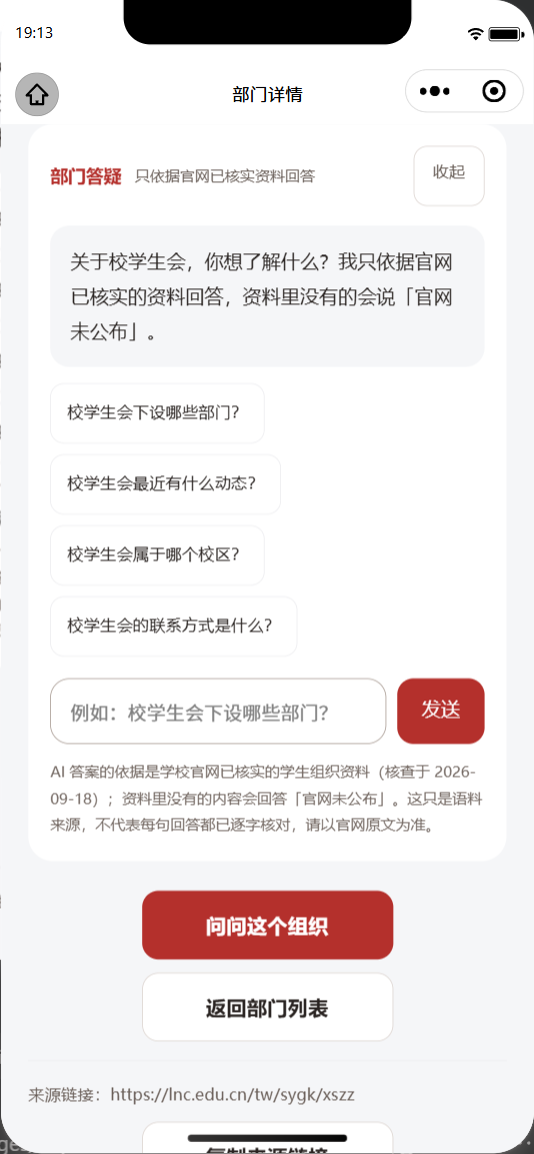 19:13
部门详情
部门答疑 只依据官网已核实资料回答
收起
关于校学生会，你想了解什么？我只依据官网
已核实的资料回答，资料里没有的会说「官网
未公布」。
校学生会下设哪些部门？
校学生会最近有什么动态？
校学生会属于哪个校区？
校学生会的联系方式是什么？
例如：校学生会下设哪些部门？
发送
AI 答案的依据是学校官网已核实的学生组织资料（核查于 2026-
09-18）；资料里没有的内容会回答「官网未公布」。这只是语料
来源，不代表每句回答都已逐字核对，请以官网原文为准。
问问这个组织
返回部门列表
来源链接：https://lnc.edu.cn/tw/sygk/xszz
复制来源链接